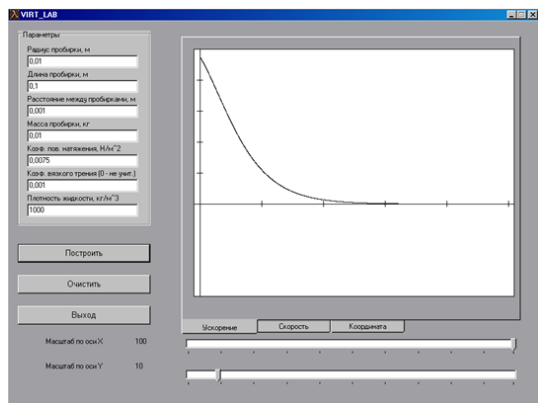 VIRT_LAB
Параметры
Радиус пробирки, м
0,01
Длина пробирки, м
0,1
Расстояние между пробирками, м
0,001
Масса пробирки, кг
0,01
Коэф. пов. натяжения, Н/м^2
0,0075
Коэф. вязкого трения (0 - не учит.)
0,001
Плотность жидкости, кг/м^3
1000
Построить
Очистить
Выход
Ускорение Скорость Координата
Масштаб по оси X 100
Масштаб по оси Y 10